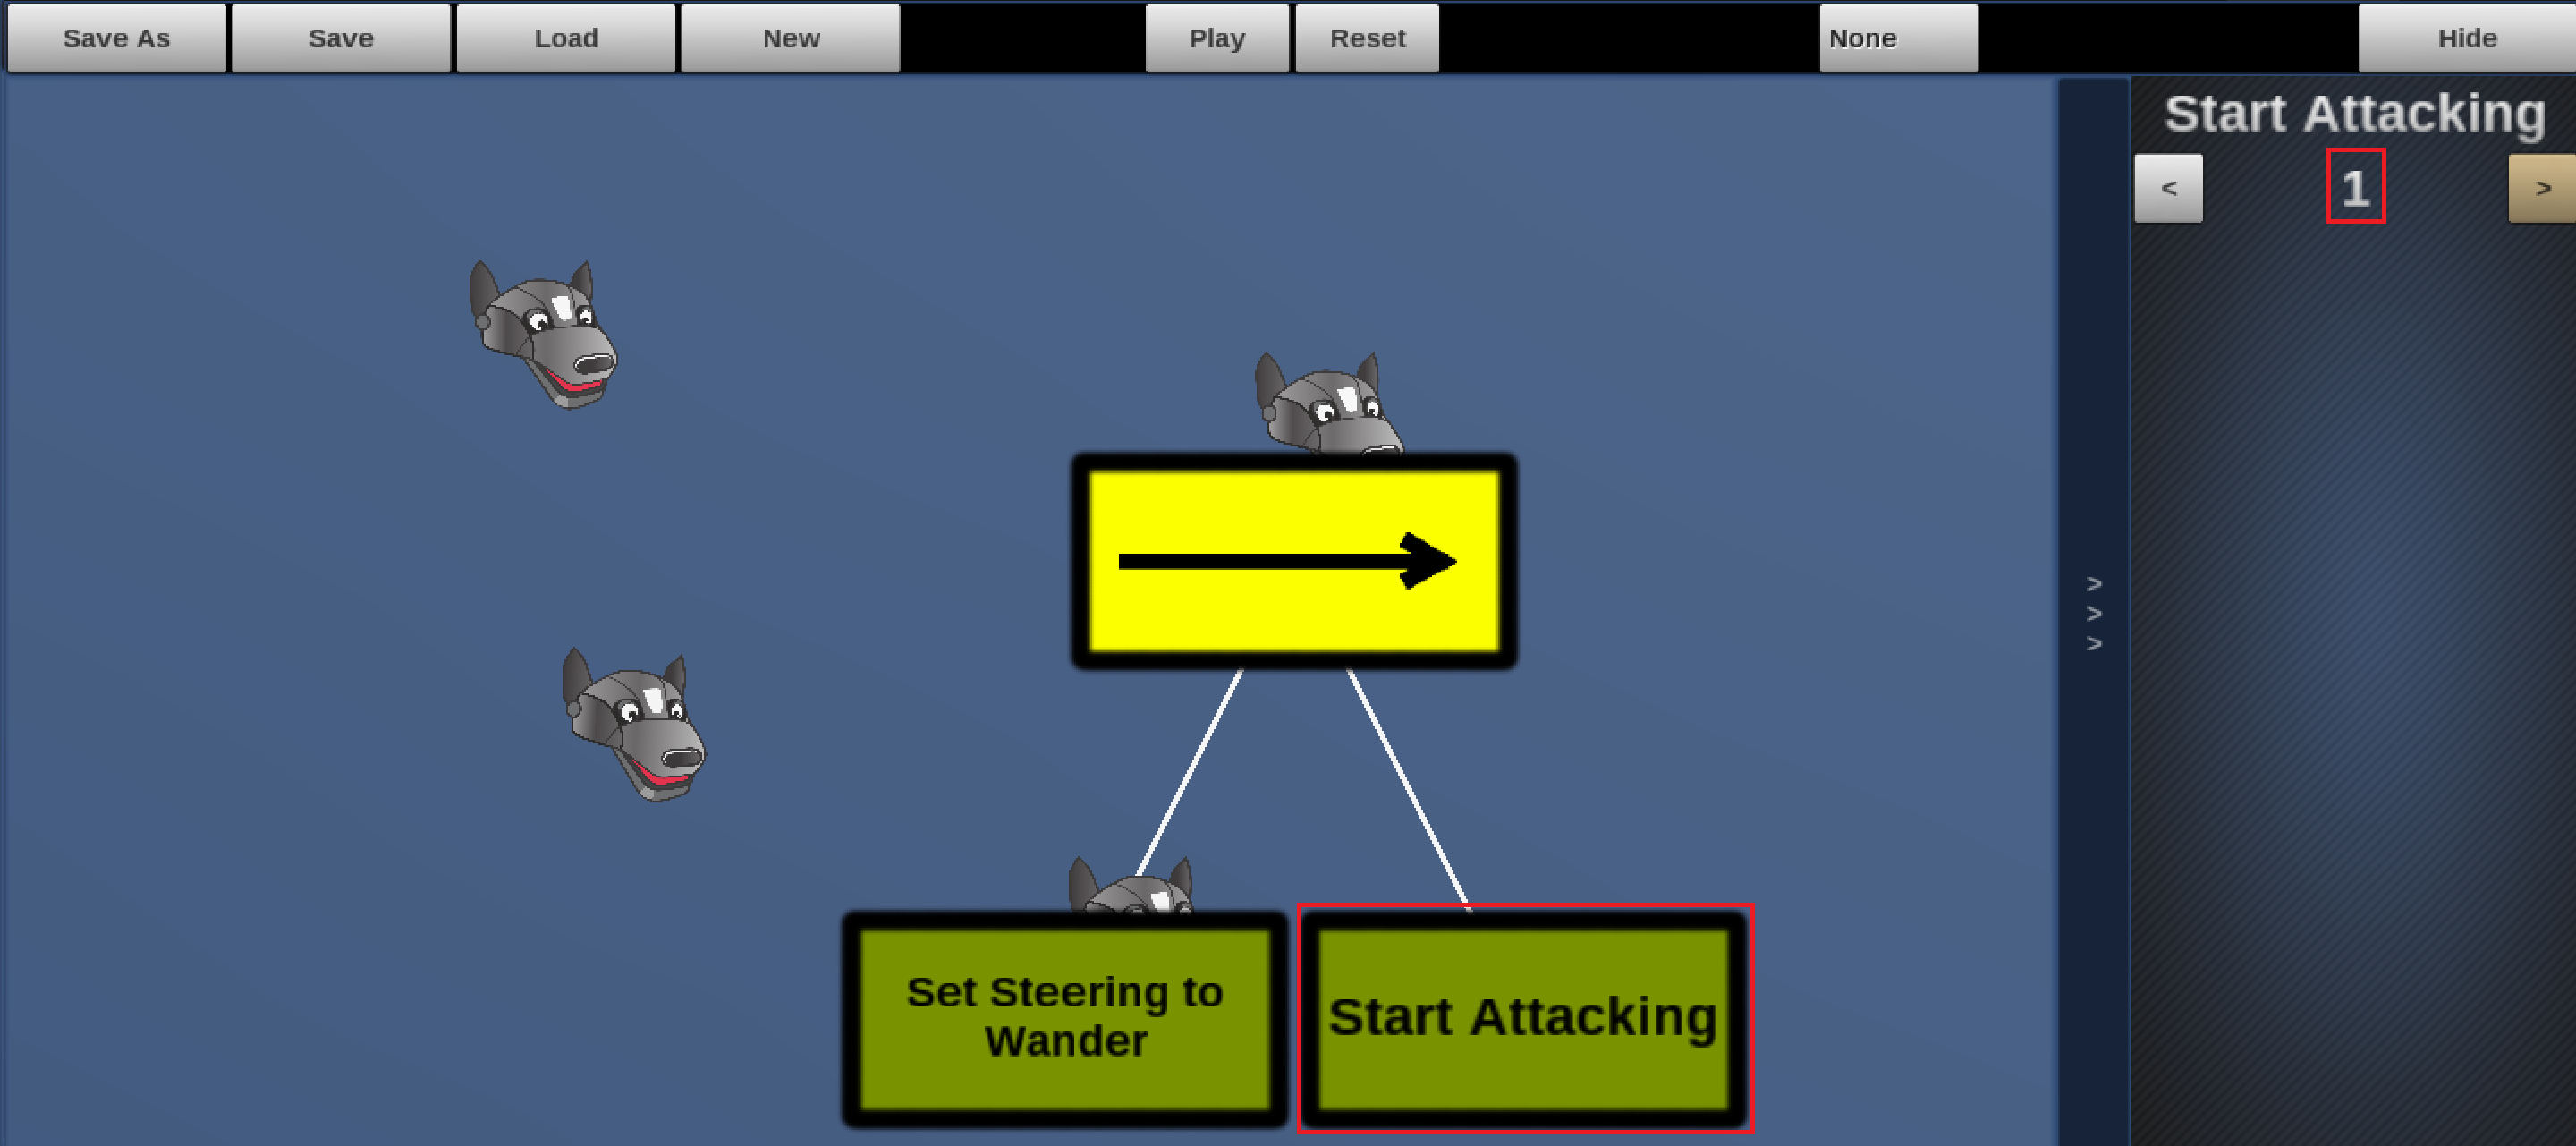 Save As
Save
Load
New
Play
Reset
None
Hide
Start Attacking
<
1
>
>
>
>
Set Steering to
Wander
Start Attacking